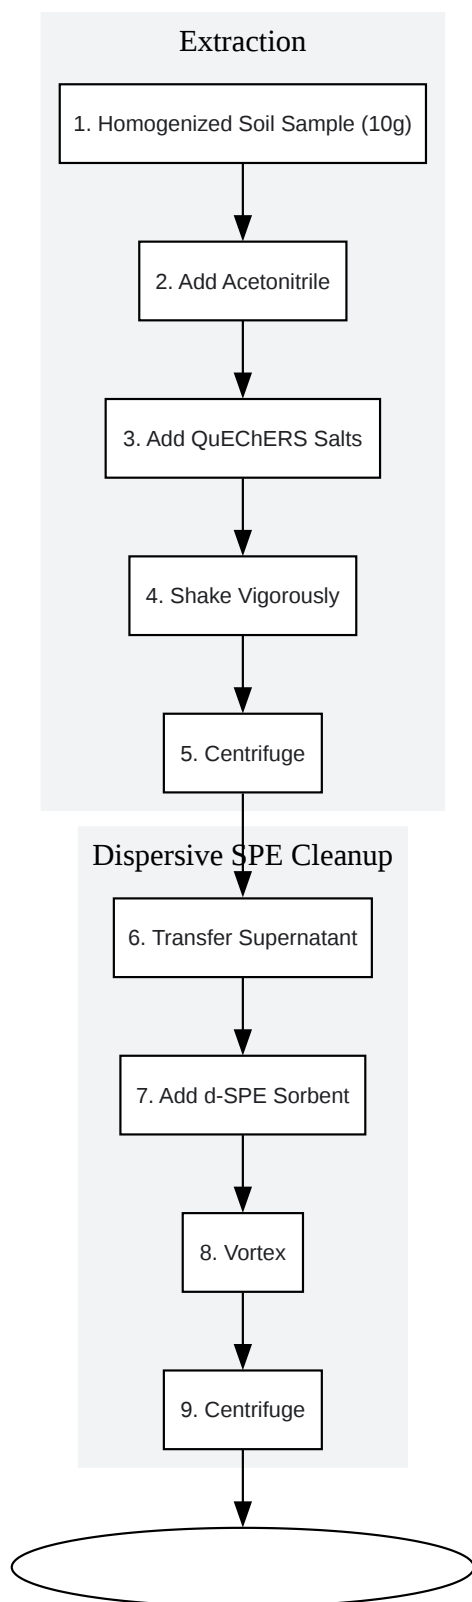 Extraction
1. Homogenized Soil Sample (10g)
2. Add Acetonitrile
3. Add QuEChERS Salts
4. Shake Vigorously
5. Centrifuge
Dispersive SPE Cleanup
6. Transfer Supernatant
7. Add d-SPE Sorbent
8. Vortex
9. Centrifuge